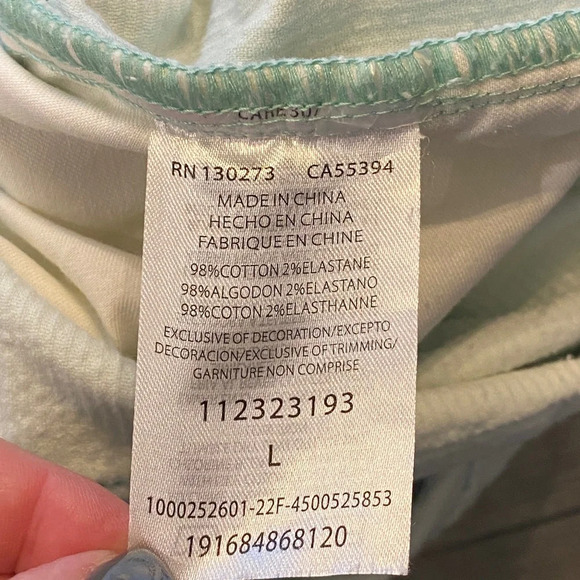 RN 130273 CA55394
MADE IN CHINA
HECHO EN CHINA
FABRIQUE EN CHINE
98%COTTON 2%ELASTANE
98%ALGODON 2%ELASTANO
98%COTON 2%ELASTHANNE
EXCLUSIVE OF DECORATION/EXCEPTO
DECORACION/EXCLUSIVE OF TRIMMING/
GARNITURE NON COMPRISE
112323193
L
1000252601-22F-4500525853
191684868120